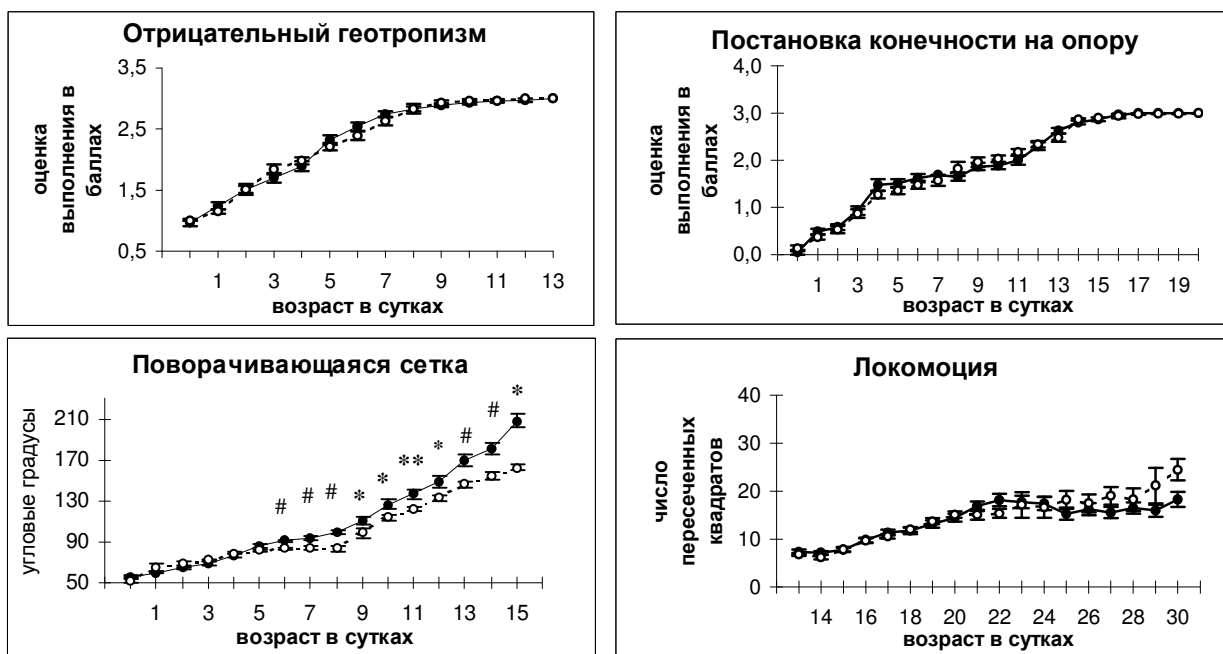 Отрицательный геотропизм
3,5
2,5
1,5
0,5
оценка
выполнения в
баллах
1 3 5 7 9 11 13
возраст в сутках
Постановка конечности на опору
4,0
3,0
2,0
1,0
0,0
оценка
выполнения в
баллах
1 3 5 7 9 11 13 15 17 19
возраст в сутках
Поворачивающаяся сетка
210
170
130
90
50
угловые градусы
# # # * * ** * # # *
1 3 5 7 9 11 13 15
возраст в сутках
Локомоция
40
30
20
10
0
число
пересеченных
квадратов
14 16 18 20 22 24 26 28 30
возраст в сутках